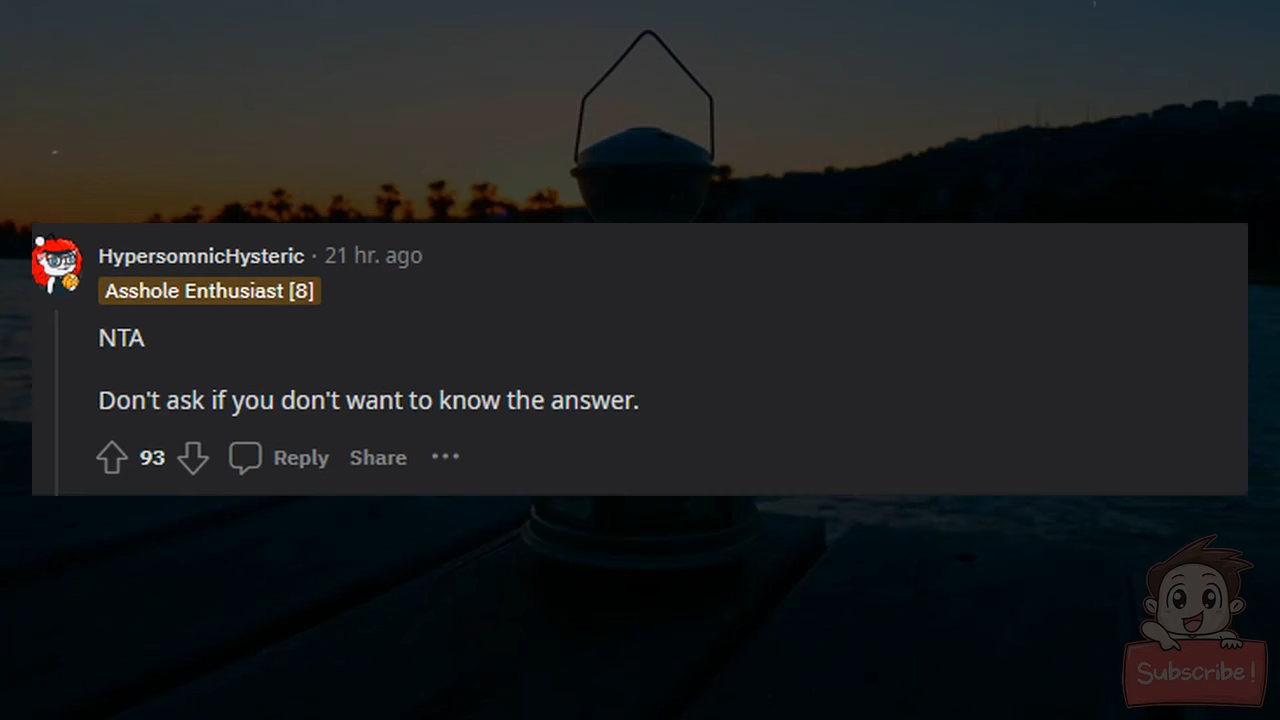 HypersomnicHysteric · 21 hr. ago
Asshole Enthusiast [8]
NTA
Don't ask if you don't want to know the answer.
93 Reply Share ···
Subscribe!